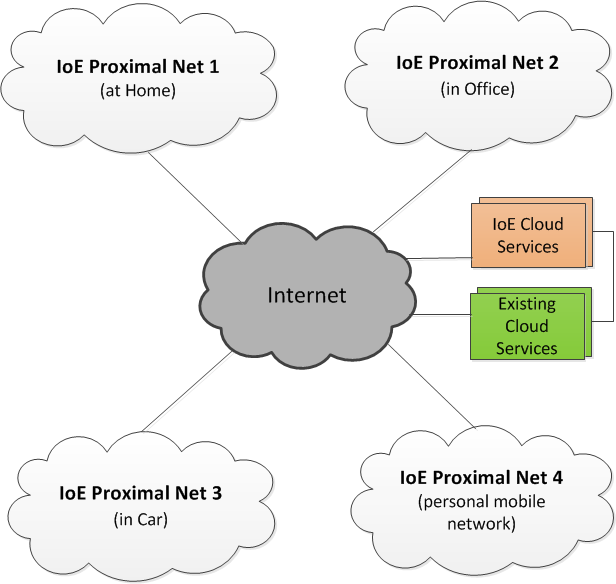 IoE Proximal Net 1
(at Home)
IoE Proximal Net 2
(in Office)
IoE Cloud
Services
Internet
Existing
Cloud
Services
IoE Proximal Net 3
(in Car)
IoE Proximal Net 4
(personal mobile
network)